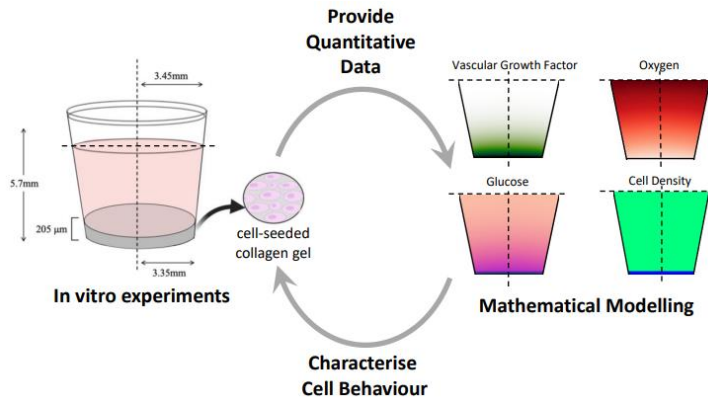 Provide
Quantitative
Data
3.45mm
5.7mm
205 μm
3.35mm
cell-seeded
collagen gel
In vitro experiments
Vascular Growth Factor
Oxygen
Glucose
Cell Density
Mathematical Modelling
Characterise
Cell Behaviour